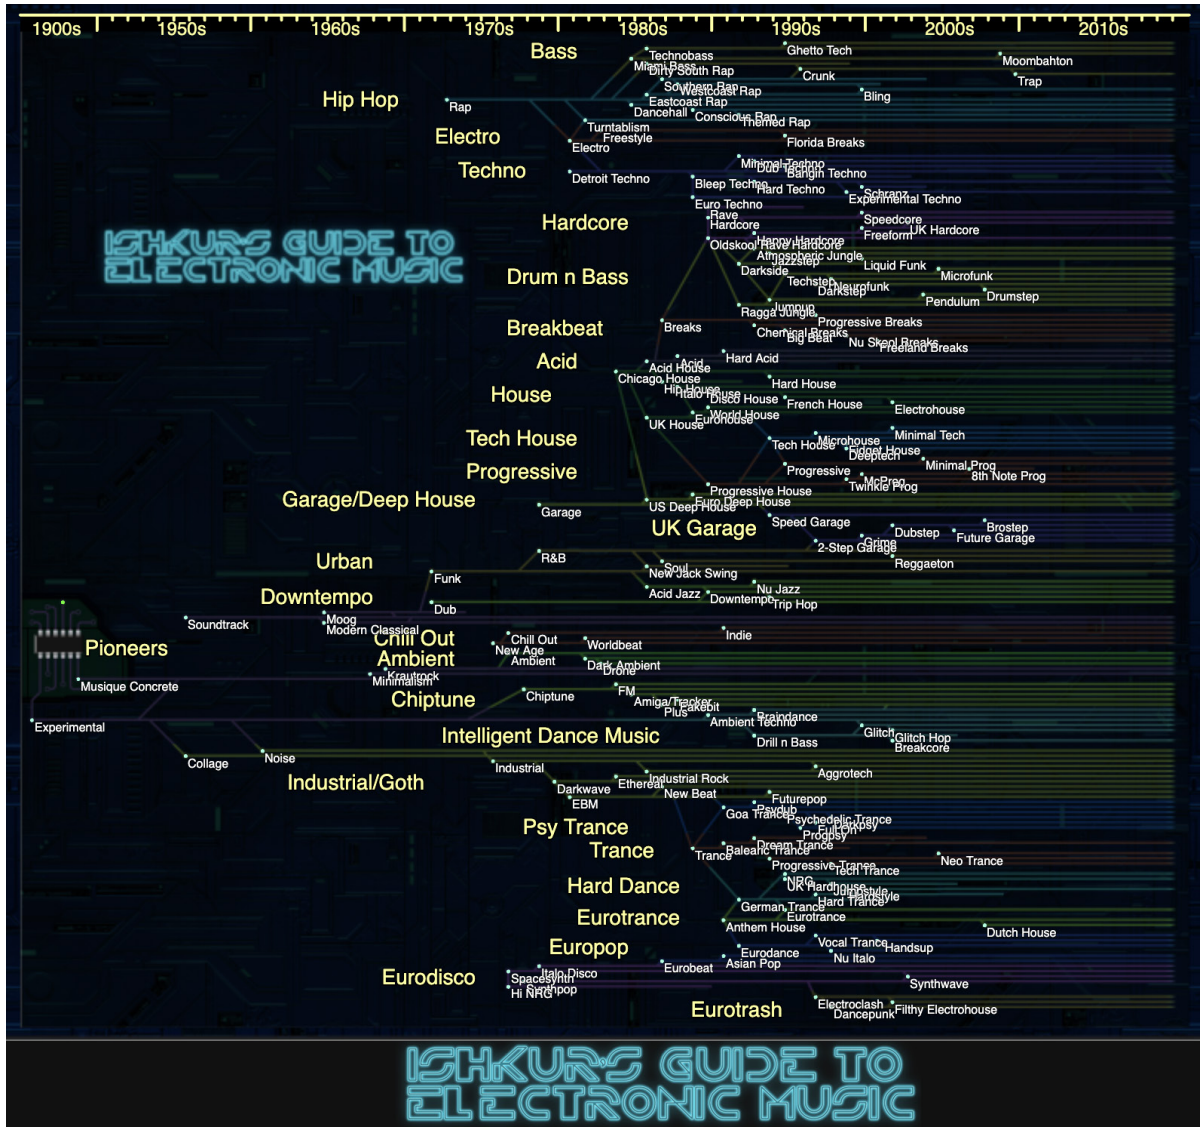 1900s 1950s 1960s 1970s 1980s 1990s 2000s 2010s
Bass
Ghetto Tech
Technobass
Moombahton
Miami Bass
Dirty South Rap
Crunk
Trap
Southern Rap
Westcoast Rap
Bling
Hip Hop
Rap
Eastcoast Rap
Dancehall
Conscious Rap
Themed Rap
Turntablism
Freestyle
Electro
Florida Breaks
Electro
Minimal Techno
Dub Techno
Techno
Bangin Techno
Detroit Techno
Bleep Techno
Hard Techno
Schranz
Experimental Techno
Euro Techno
Rave
Speedcore
Hardcore
Hardcore
UK Hardcore
Freeform
Happy Hardcore
Oldskool Rave Hardcore
Atmospheric Jungle
Jazzstep
Liquid Funk
Darkside
Microfunk
Drum n Bass
Techstep
Neurofunk
Darkstep
Drumstep
Pendulum
Jumpup
Ragga Jungle
Progressive Breaks
Breakbeat
Breaks
Chemical Breaks
Big Beat
Nu Skool Breaks
Freeland Breaks
Hard Acid
Acid
Acid
Acid House
Chicago House
Hard House
Hip House
Italo House
House
Disco House
French House
Electrohouse
World House
Eurohouse
UK House
Minimal Tech
Tech House
Microhouse
Tech House
Fidget House
Deeptech
Minimal Prog
Progressive
Progressive
8th Note Prog
McProg
Twinkle Prog
Progressive House
Garage/Deep House
Euro Deep House
US Deep House
Garage
Speed Garage
UK Garage
Brostep
Dubstep
Future Garage
Grime
2-Step Garage
R&B
Urban
Reggaeton
Soul
New Jack Swing
Funk
Nu Jazz
Acid Jazz
Downtempo
Downtempo
Trip Hop
Dub
Moog
Soundtrack
Modern Classical
Indie
Chill Out
Chill Out
Worldbeat
Pioneers
New Age
Ambient
Ambient
Dark Ambient
Drone
Krautrock
Minimalism
Musique Concrete
FM
Chiptune
Chiptune
Amiga/Tracker
Fakebit
Plus
Braindance
Ambient Techno
Experimental
Glitch
Intelligent Dance Music
Glitch Hop
Drill n Bass
Breakcore
Noise
Collage
Industrial
Aggrotech
Industrial/Goth
Industrial Rock
Ethereal
Darkwave
New Beat
EBM
Futurepop
Psydub
Goa Trance
Psychedelic Trance
Darkpsy
Full On
Psy Trance
Progpsy
Dream Trance
Trance
Balearic Trance
Trance
Neo Trance
Progressive Trance
Tech Trance
NRG
Hard Dance
UK Hardhouse
Jumpstyle
Hardstyle
Hard Trance
German Trance
Eurotrance
Eurotrance
Anthem House
Dutch House
Vocal Trance
Europop
Handsup
Eurodance
Nu Italo
Asian Pop
Eurobeat
Italo Disco
Eurodisco
Spacesynth
Synthwave
Synthpop
Hi NRG
Eurotrash
Electroclash
Filthy Electrohouse
Dancepunk
ISHKUR'S GUIDE TO
ELECTRONIC MUSIC
ISHKUR'S GUIDE TO
ELECTRONIC MUSIC